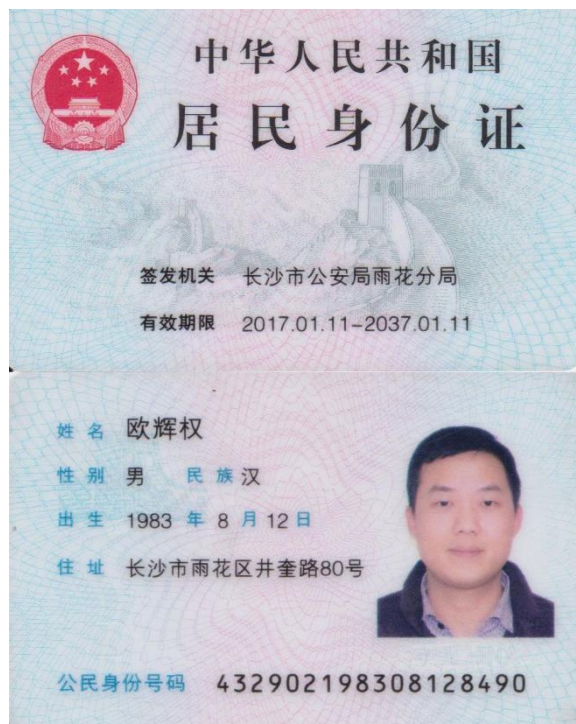 中华人民共和国
居民身份证
签发机关 长沙市公安局雨花分局
有效期限 2017.01.11-2037.01.11
姓名 欧辉权
性别 男 民族 汉
出生 1983 年 8 月 12 日
住址 长沙市雨花区井奎路80号
公民身份号码 432902198308128490